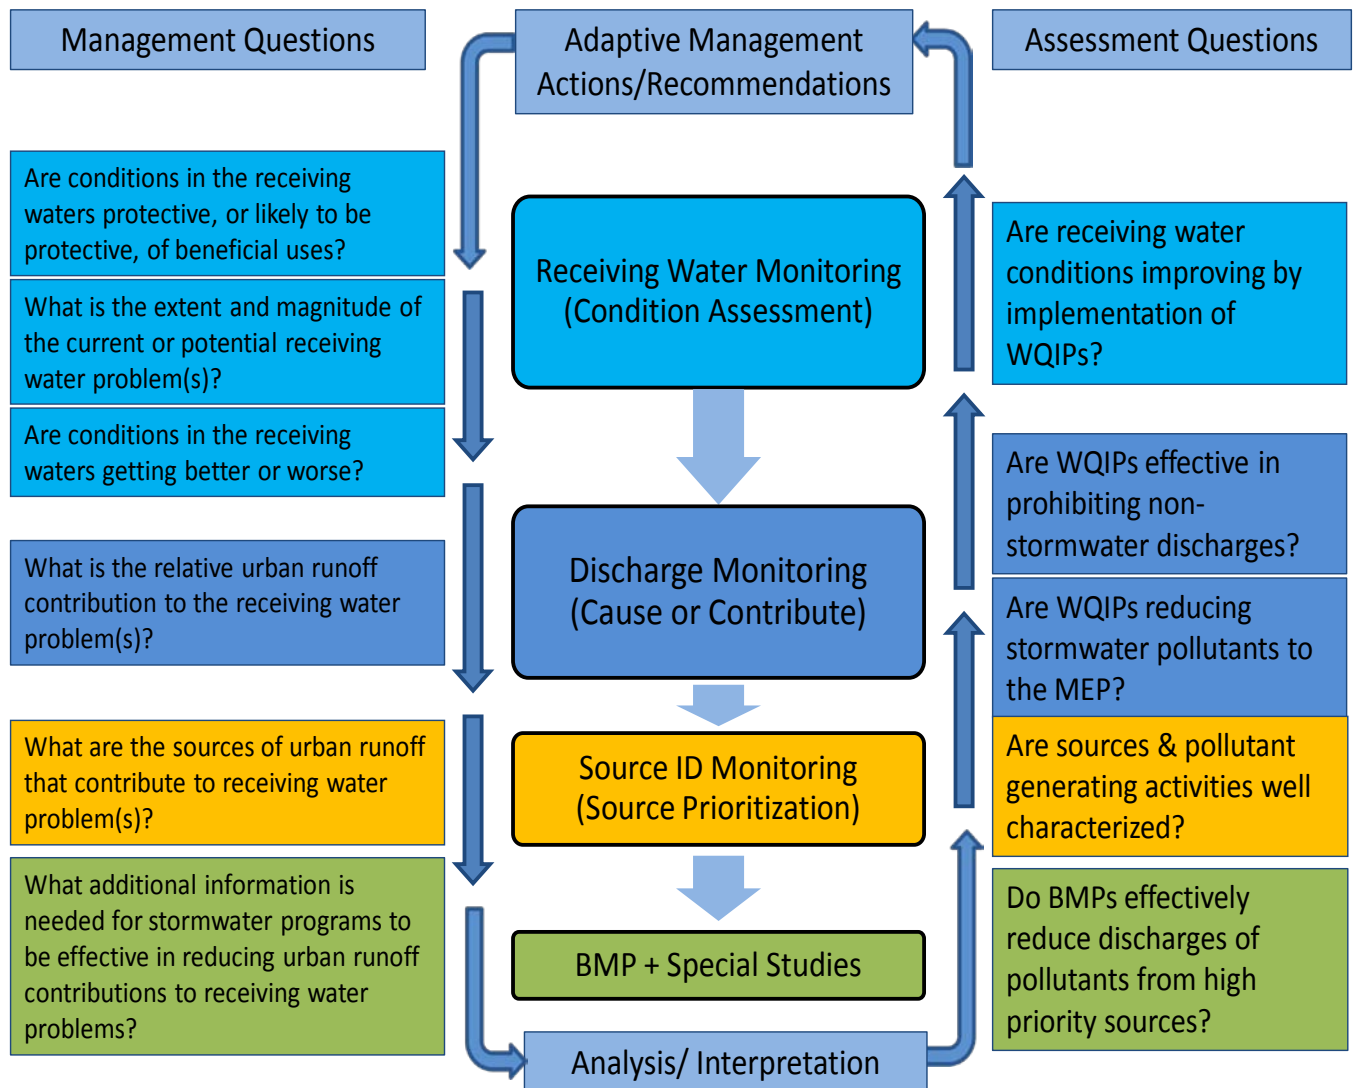 Management Questions
Adaptive Management
Actions/Recommendations
Assessment Questions
Are conditions in the receiving
waters protective, or likely to be
protective, of beneficial uses?
What is the extent and magnitude of
the current or potential receiving
water problem(s)?
Are conditions in the receiving
waters getting better or worse?
What is the relative urban runoff
contribution to the receiving water
problem(s)?
What are the sources of urban runoff
that contribute to receiving water
problem(s)?
What additional information is
needed for stormwater programs to
be effective in reducing urban runoff
contributions to receiving water
problems?
Receiving Water Monitoring
(Condition Assessment)
Discharge Monitoring
(Cause or Contribute)
Source ID Monitoring
(Source Prioritization)
BMP + Special Studies
Analysis/ Interpretation
Are receiving water
conditions improving by
implementation of
WQIPs?
Are WQIPs effective in
prohibiting non-
stormwater discharges?
Are WQIPs reducing
stormwater pollutants to
the MEP?
Are sources & pollutant
generating activities well
characterized?
Do BMPs effectively
reduce discharges of
pollutants from high
priority sources?